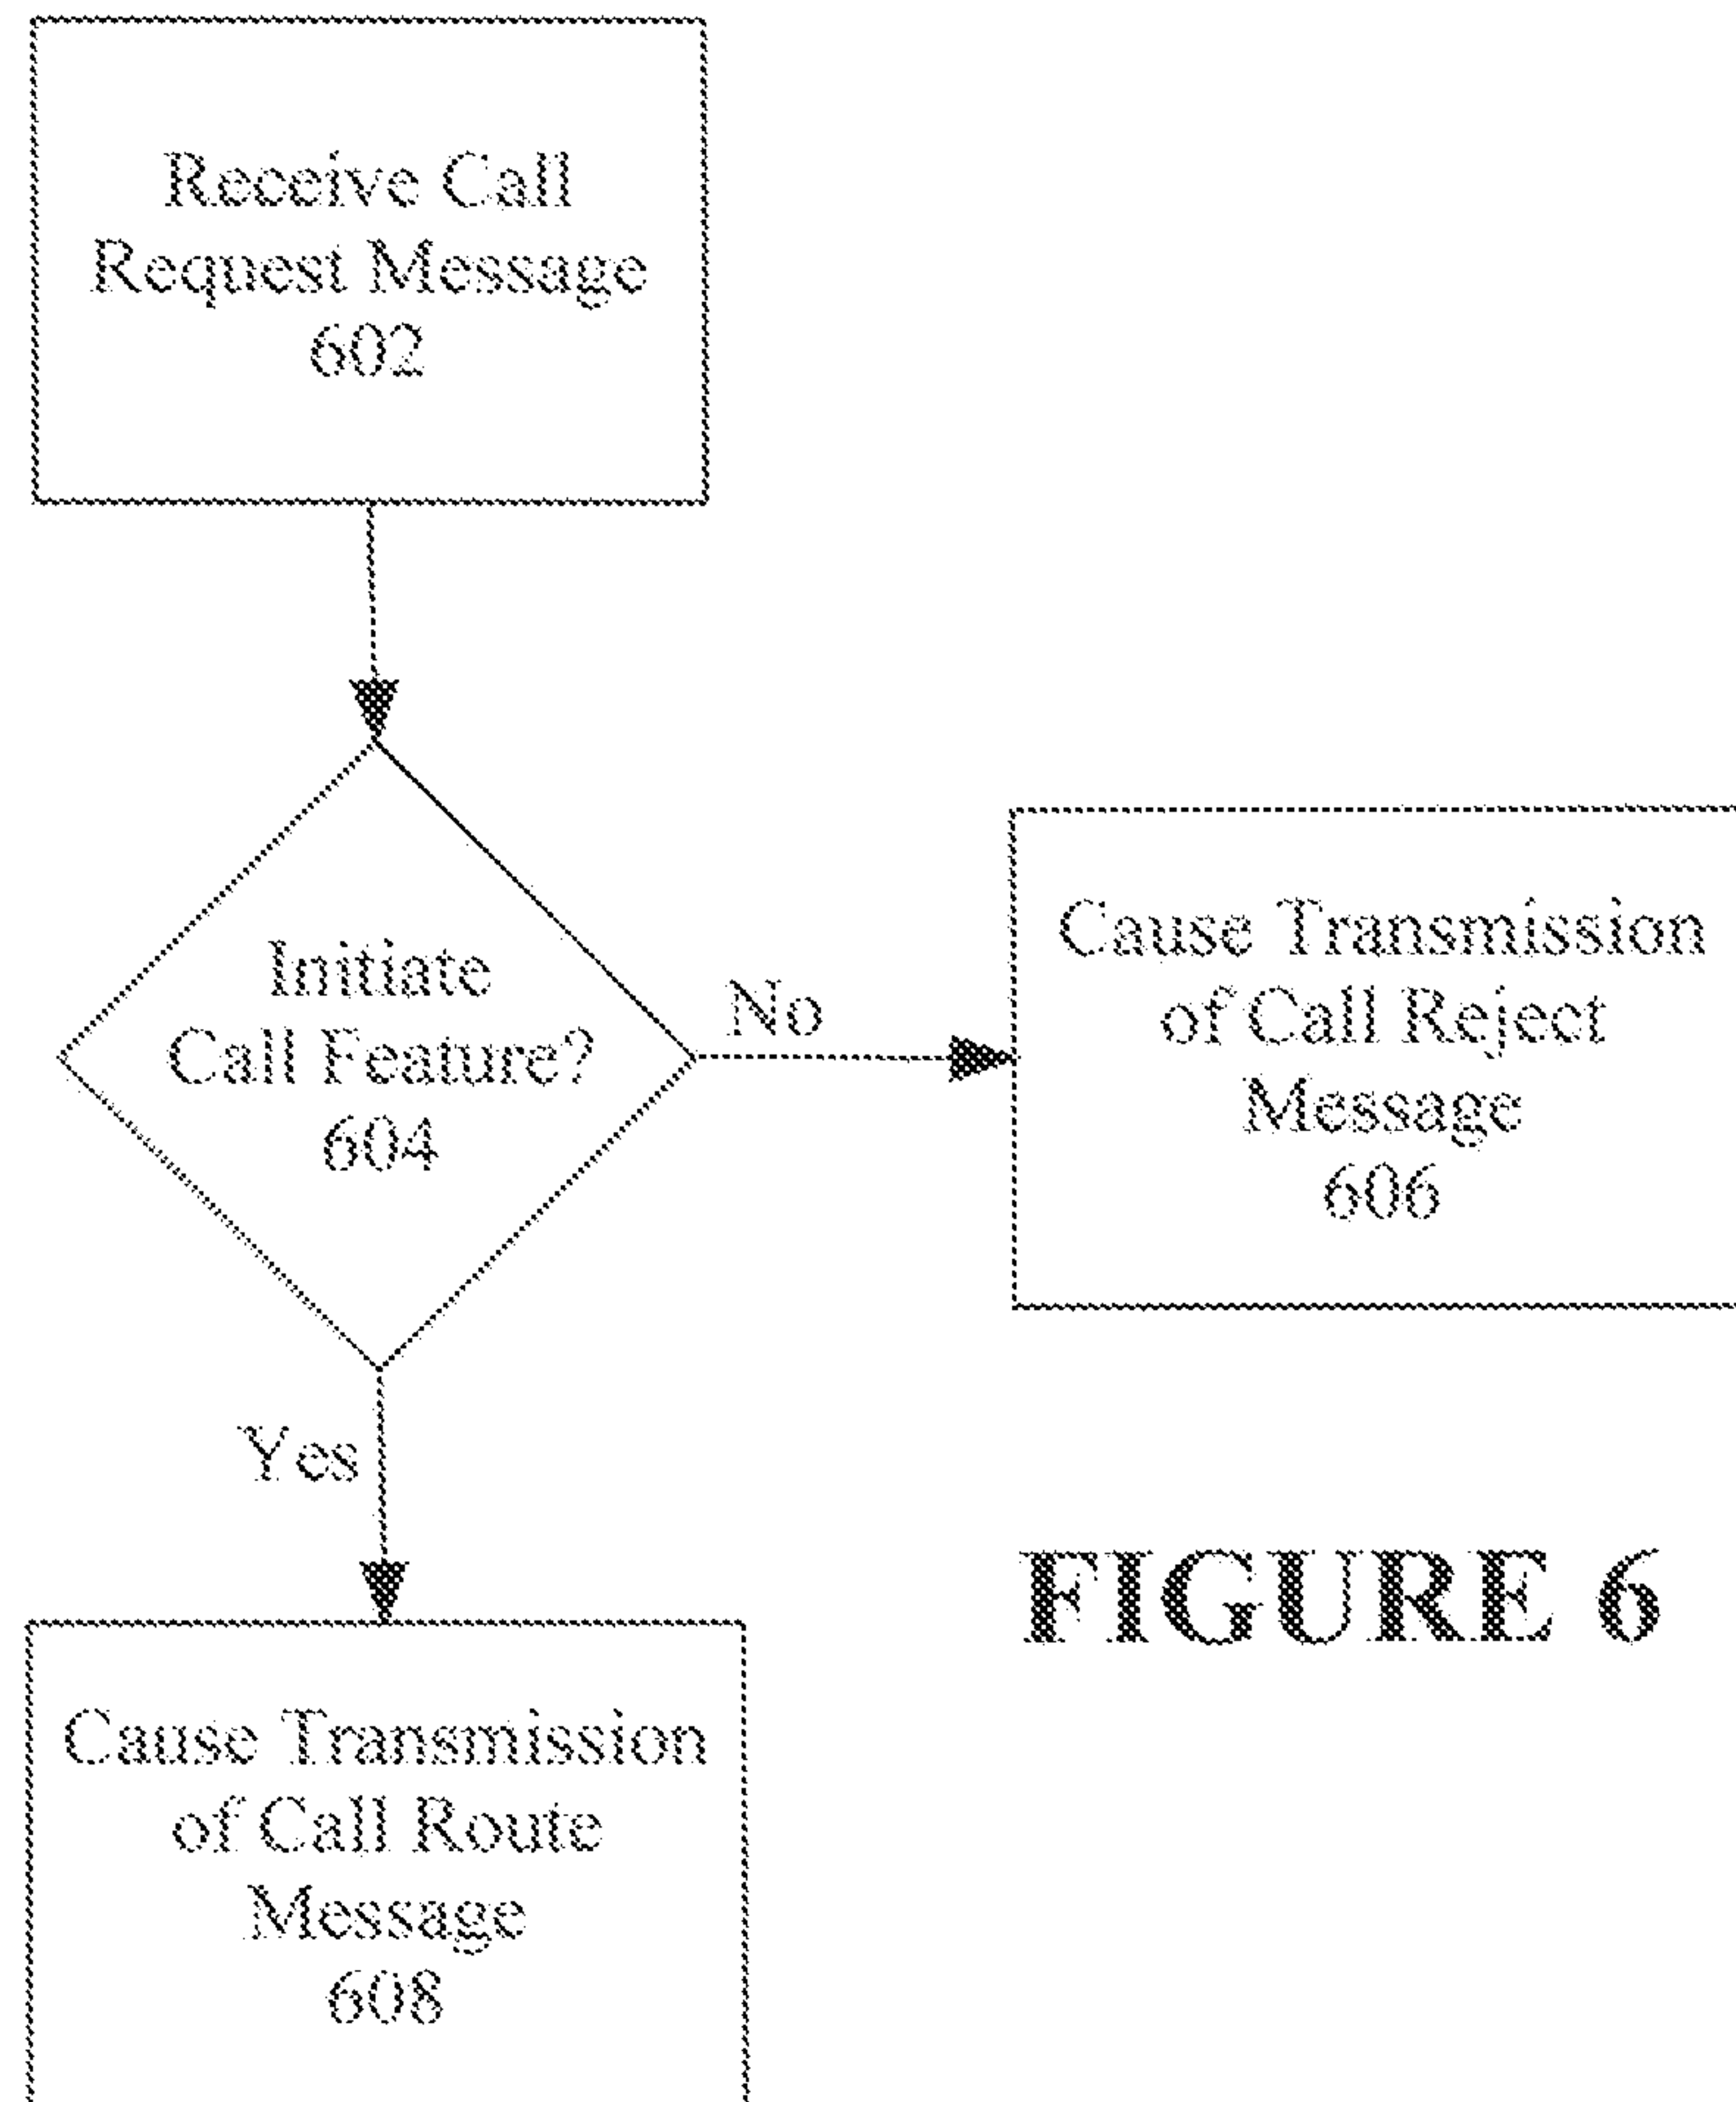 Receive Call
Request Message
602
Initiate
Call Feature?
604
No
Cause Transmission
of Call Reject
Message
606
Yes
Cause Transmission
of Call Route
Message
608
FIGURE 6